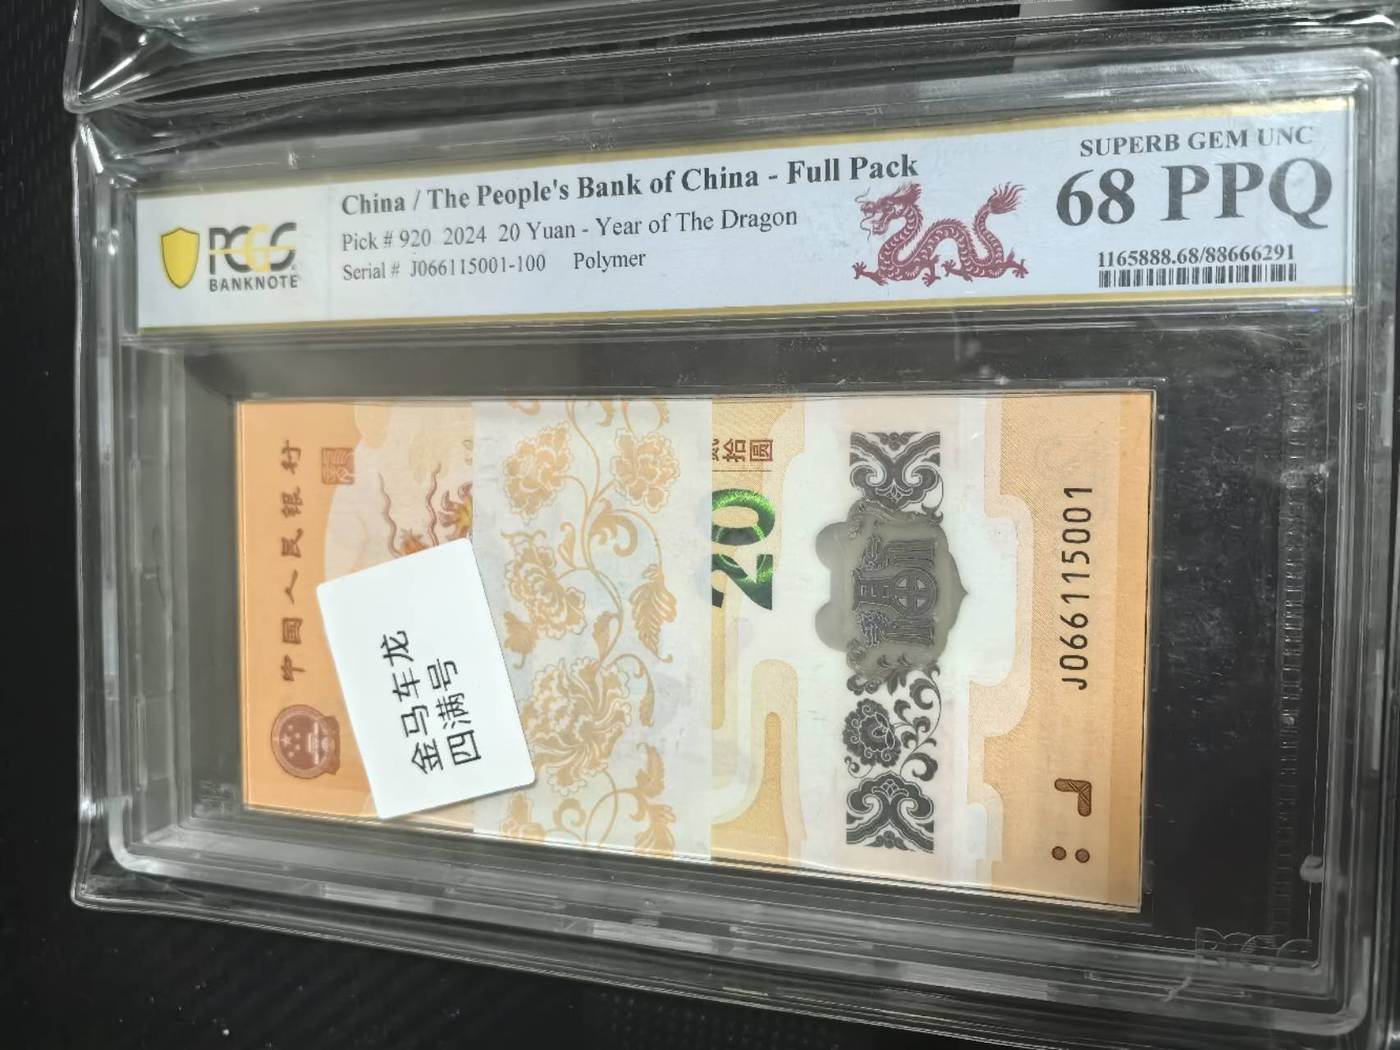 PCGS
BANKNOTE
China / The People's Bank of China - Full Pack
Pick # 920 2024 20 Yuan - Year of The Dragon
Serial # J066115001-100 Polymer
SUPERB GEM UNC
68 PPQ
1165888.68/88666291
中国人民银行
金马车龙
四满号
贰拾圆
20
福
J066115001
PCGS